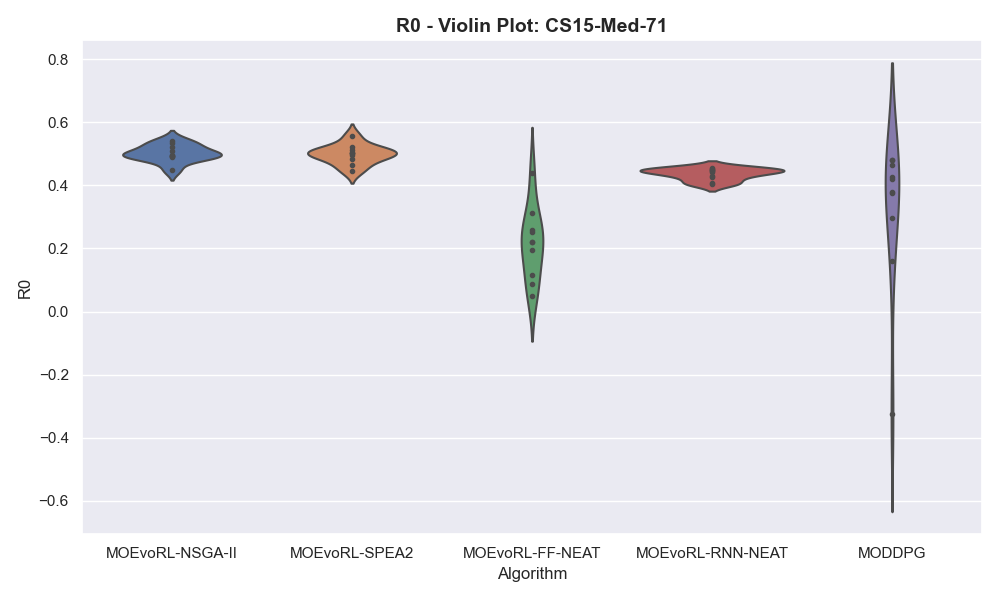 R0 - Violin Plot: CS15-Med-71
0.8
0.6
0.4
0.2
0.0
−0.2
−0.4
−0.6
R0
MOEvoRL-NSGA-II MOEvoRL-SPEA2 MOEvoRL-FF-NEAT MOEvoRL-RNN-NEAT MODDPG
Algorithm